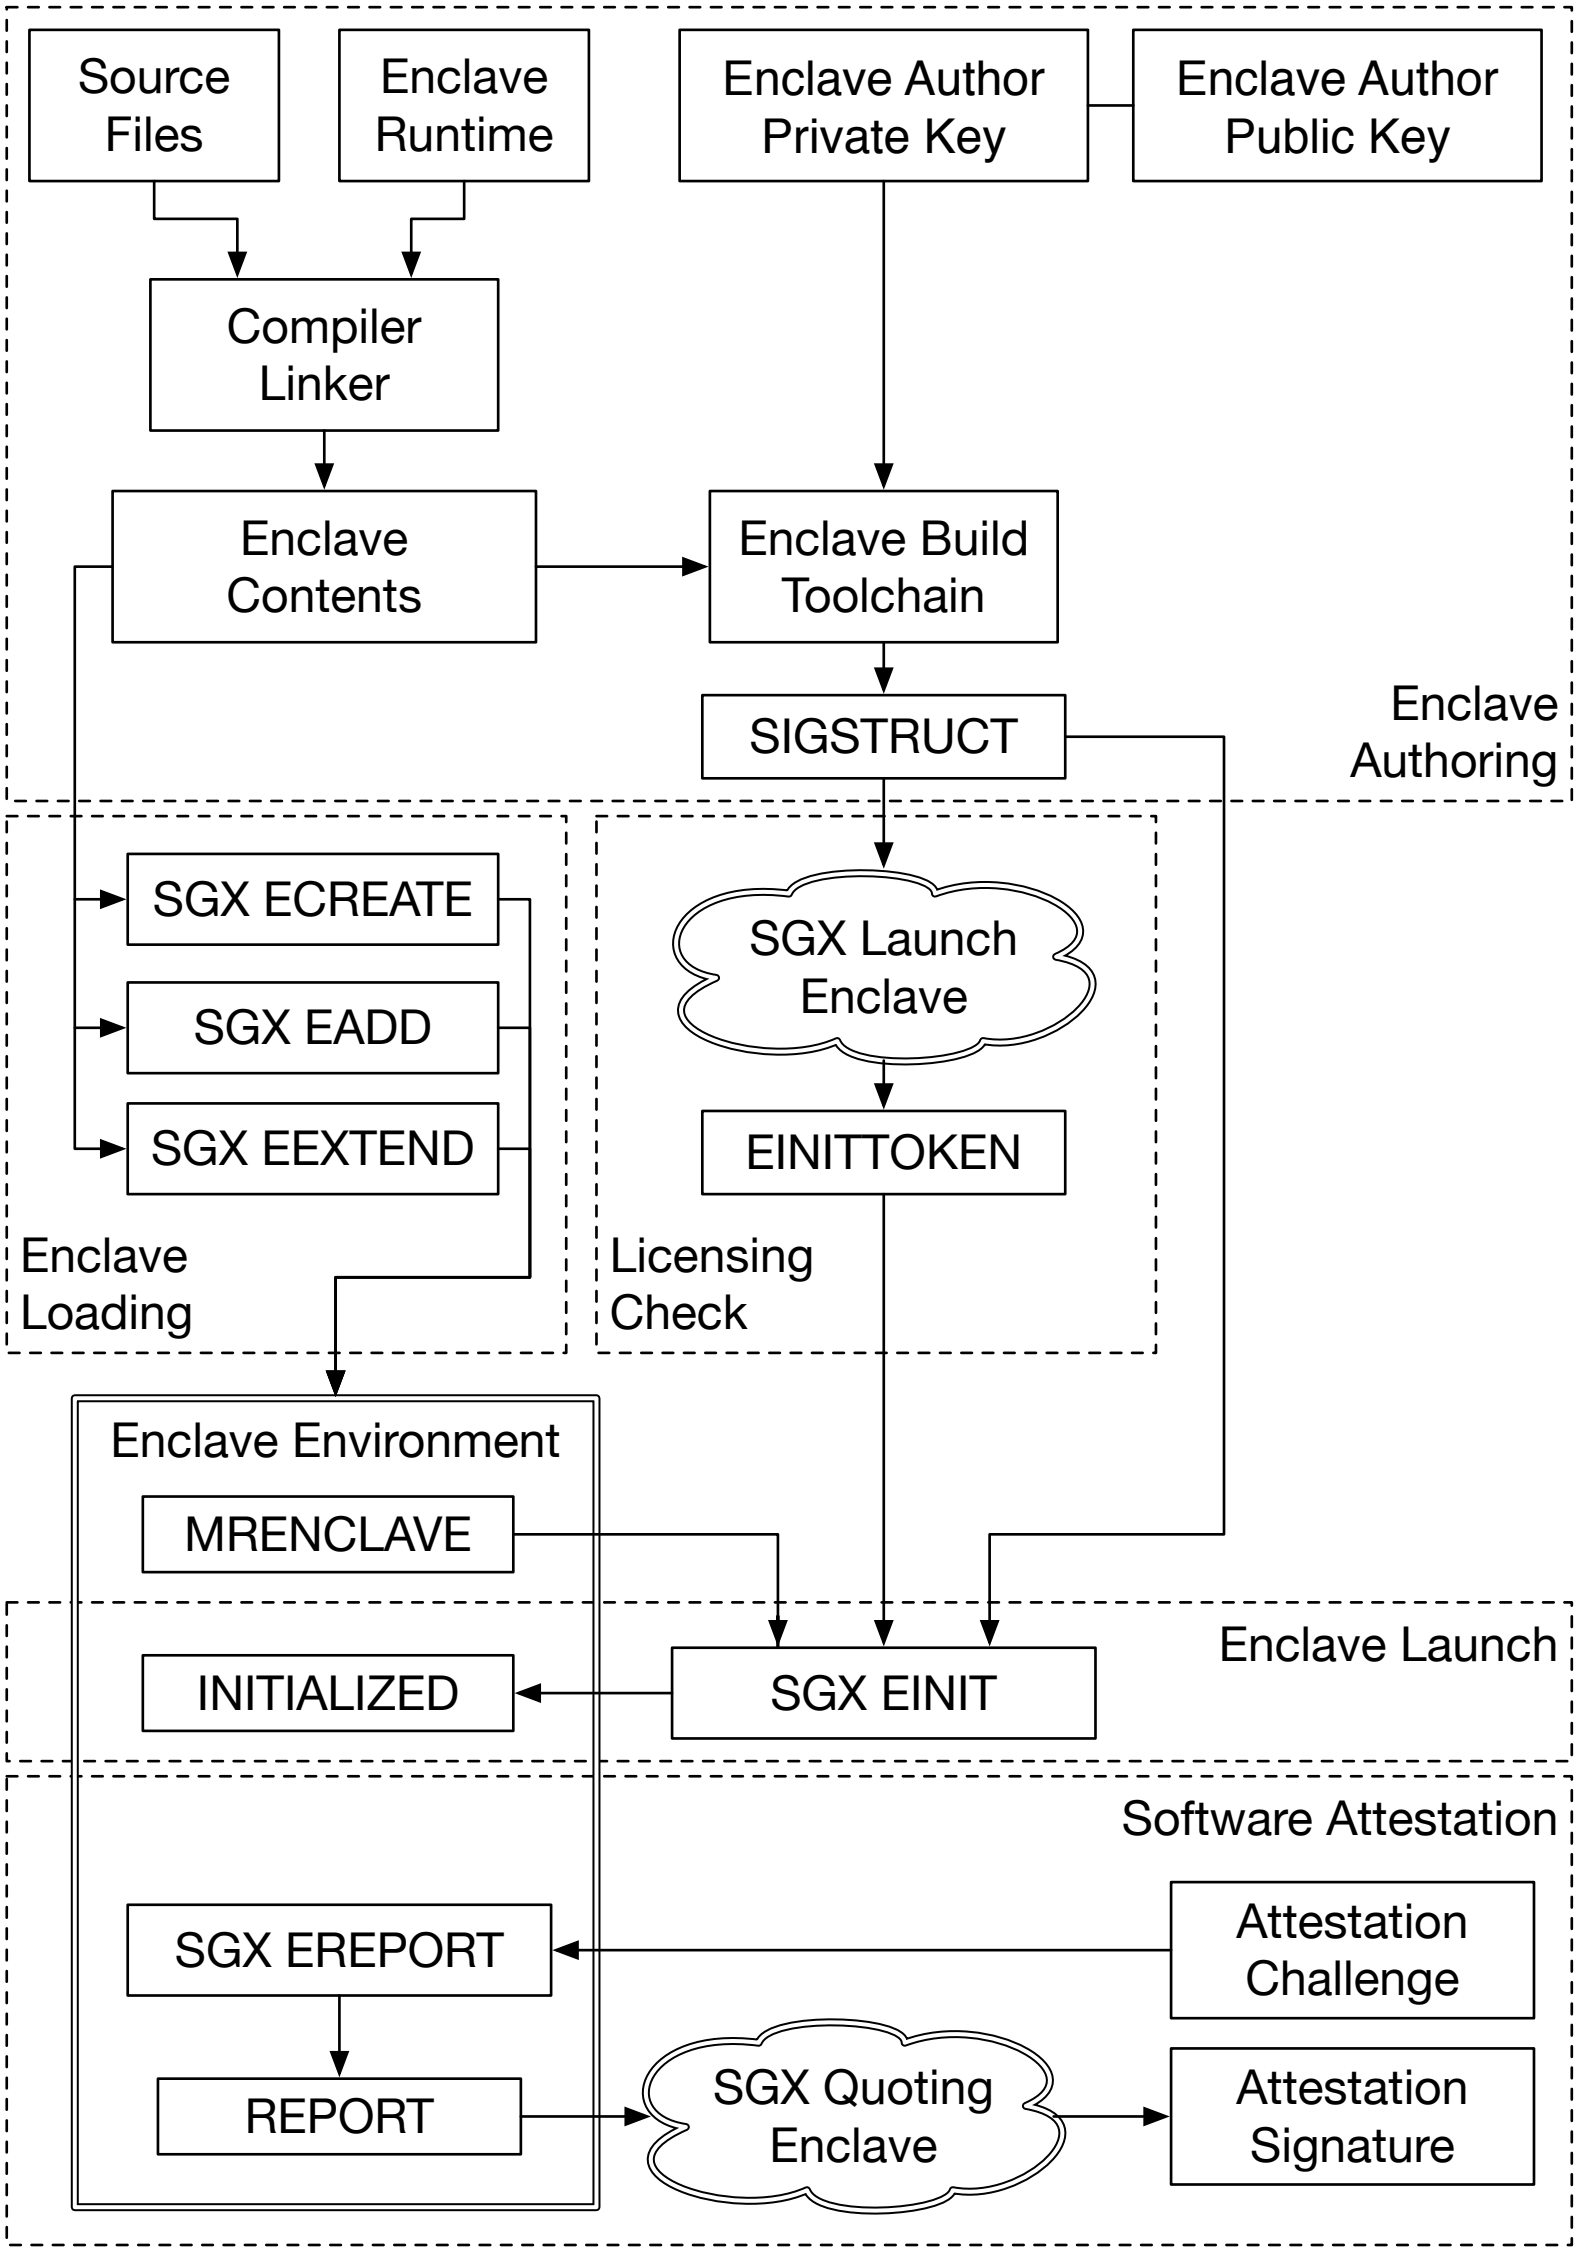 Source
Files
Enclave
Runtime
Enclave Author
Private Key
Enclave Author
Public Key
Compiler
Linker
Enclave
Contents
Enclave Build
Toolchain
SIGSTRUCT
Enclave
Authoring
SGX ECREATE
SGX EADD
SGX EEXTEND
Enclave
Loading
SGX Launch
Enclave
EINITTOKEN
Licensing
Check
Enclave Environment
MRENCLAVE
INITIALIZED
SGX EINIT
Enclave Launch
Software Attestation
SGX EREPORT
Attestation
Challenge
REPORT
SGX Quoting
Enclave
Attestation
Signature